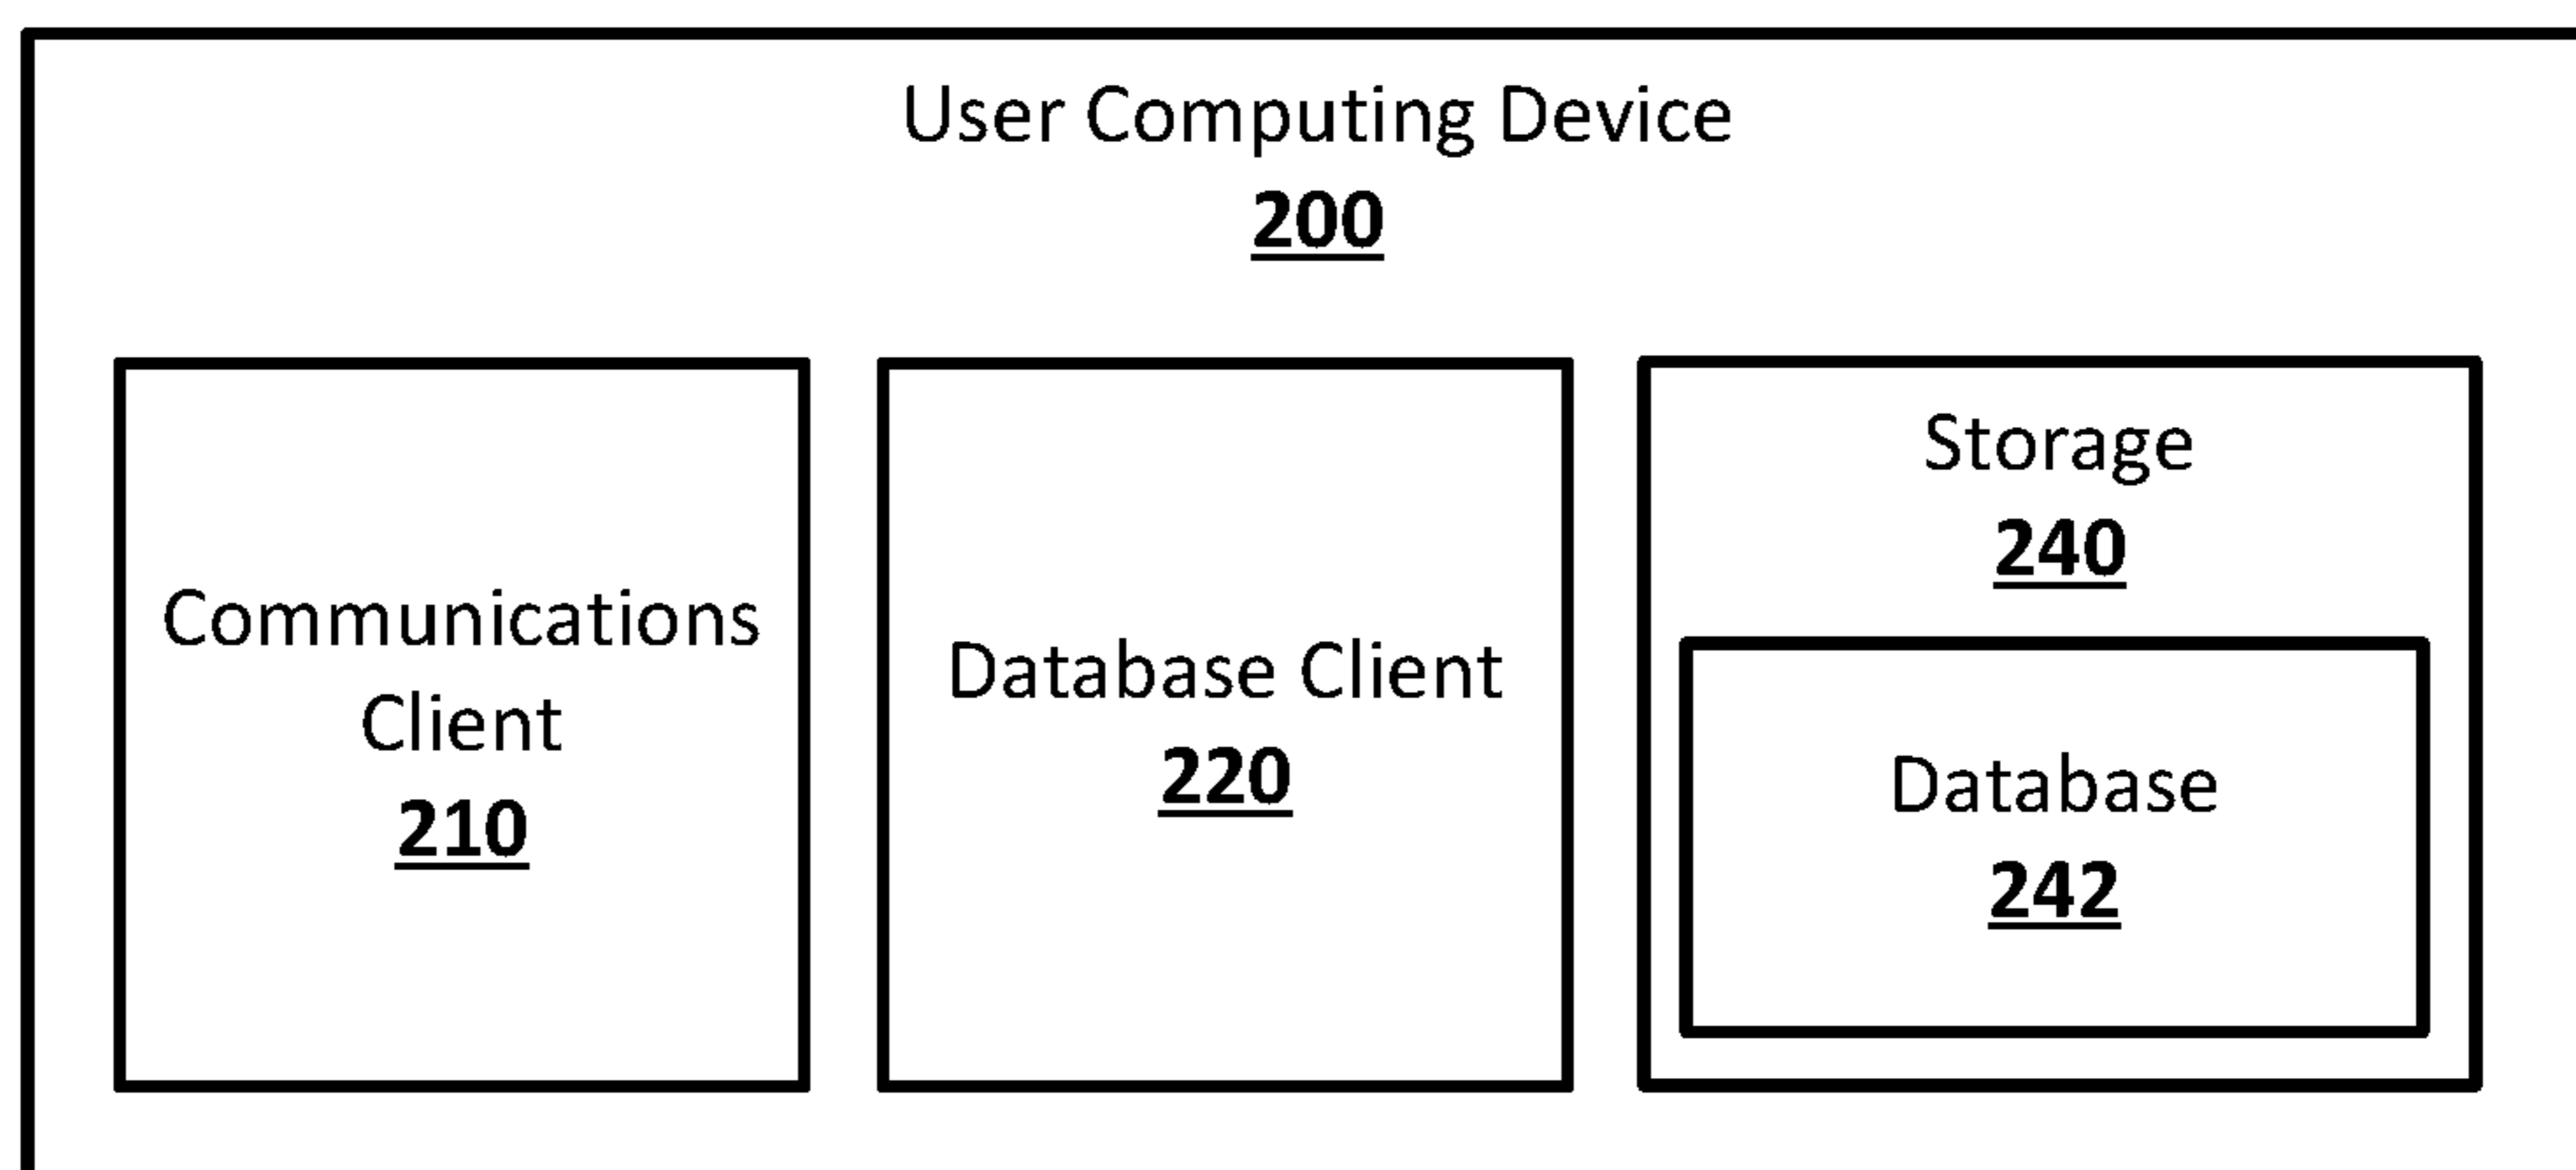 User Computing Device
200
Communications
Client
210
Database Client
220
Storage
240
Database
242